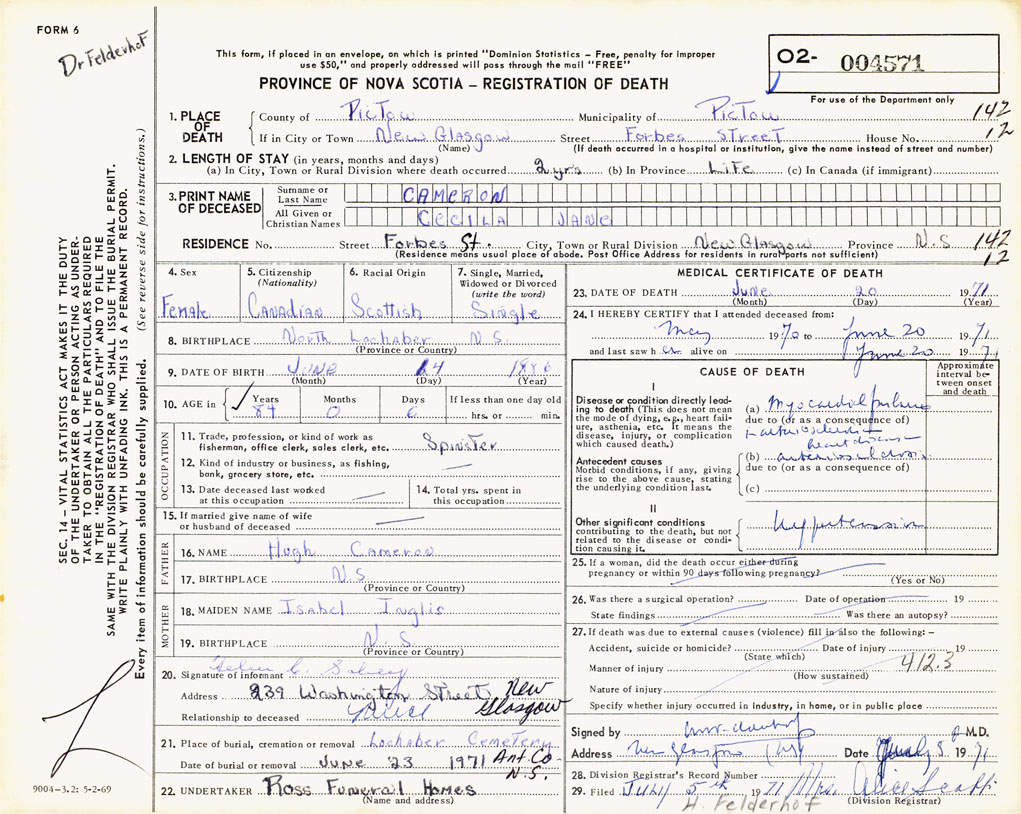 FORM 6
Dr Felderhof
This form, if placed in an envelope, on which is printed "Dominion Statistics – Free, penalty for improper
use $50," and properly addressed will pass through the mail "FREE"
PROVINCE OF NOVA SCOTIA – REGISTRATION OF DEATH
02- 004571
For use of the Department only
1. PLACE OF DEATH
County of Pictou Municipality of Pictou 142
If in City or Town New Glasgow Street Forbes Street House No. 12
(Name) (If death occurred in a hospital or institution, give the name instead of street and number)
2. LENGTH OF STAY (in years, months and days)
(a) In City, Town or Rural Division where death occurred 2 yrs (b) In Province Life (c) In Canada (if immigrant)
3. PRINT NAME OF DECEASED
Surname or Last Name CAMERON
All Given or Christian Names CECILA JANE
RESIDENCE No. Street Forbes St. City, Town or Rural Division New Glasgow Province N.S 142
(Residence means usual place of abode. Post Office Address for residents in rural parts not sufficient) 12
4. Sex Female
5. Citizenship (Nationality) Canadian
6. Racial Origin Scottish
7. Single, Married, Widowed or Divorced (write the word) Single
8. BIRTHPLACE North Lochaber N.S.
(Province or Country)
9. DATE OF BIRTH June 14 1886
(Month) (Day) (Year)
10. AGE in Years 84 Months 0 Days 6 If less than one day old hrs. or min.
OCCUPATION
11. Trade, profession, or kind of work as fisherman, office clerk, sales clerk, etc. Spinster
12. Kind of industry or business, as fishing, bank, grocery store, etc. —
13. Date deceased last worked at this occupation —
14. Total yrs. spent in this occupation
15. If married give name of wife or husband of deceased —
FATHER
16. NAME Hugh Cameron
17. BIRTHPLACE N.S.
(Province or Country)
MOTHER
18. MAIDEN NAME Isabel Inglis
19. BIRTHPLACE N.S
(Province or Country)
20. Signature of informant
Address 239 Washington Street New Glasgow
Relationship to deceased Niece
21. Place of burial, cremation or removal Lochaber Cemetery
Date of burial or removal June 23 1971 Ant. Co- N.S.
22. UNDERTAKER Ross Funeral Homes
(Name and address)
MEDICAL CERTIFICATE OF DEATH
23. DATE OF DEATH June 20 1971
(Month) (Day) (Year)
24. I HEREBY CERTIFY that I attended deceased from:
May 1970 to June 20 1971
and last saw her alive on June 20 1971
CAUSE OF DEATH
Approximate interval between onset and death
I
Disease or condition directly leading to death (This does not mean the mode of dying, e.g., heart failure, asthenia, etc. It means the disease, injury, or complication which caused death.)
(a) Myocardial failure
due to (or as a consequence of)
heart disease
Antecedent causes
Morbid conditions, if any, giving rise to the above cause, stating the underlying condition last.
(b) arteriosclerosis
due to (or as a consequence of)
(c)
II
Other significant conditions contributing to the death, but not related to the disease or condition causing it.
Hypertension
25. If a woman, did the death occur either during
pregnancy or within 90 days following pregnancy?
(Yes or No)
26. Was there a surgical operation? Date of operation 19
State findings Was there an autopsy?
27. If death was due to external causes (violence) fill in also the following: –
Accident, suicide or homicide? Date of injury 19
(State which)
412.3
Manner of injury
(How sustained)
Nature of injury
Specify whether injury occurred in industry, in home, or in public place
Signed by M.D.
Address New Glasgow Date July 5 1971
28. Division Registrar's Record Number
29. Filed July 5th 1971 Mrs. Alice Scott
(Division Registrar)
H. Felderhof
SEC. 14 – VITAL STATISTICS ACT MAKES IT THE DUTY
OF THE UNDERTAKER OR PERSON ACTING AS UNDER-
TAKER TO OBTAIN ALL THE PARTICULARS REQUIRED
IN THE "REGISTRATION OF DEATH" AND TO FILE THE
SAME WITH THE DIVISION REGISTRAR WHO SHALL ISSUE THE BURIAL PERMIT.
WRITE PLAINLY WITH UNFADING INK. THIS IS A PERMANENT RECORD.
Every item of information should be carefully supplied. (See reverse side for instructions.)
9004–3.2: 5-2-69